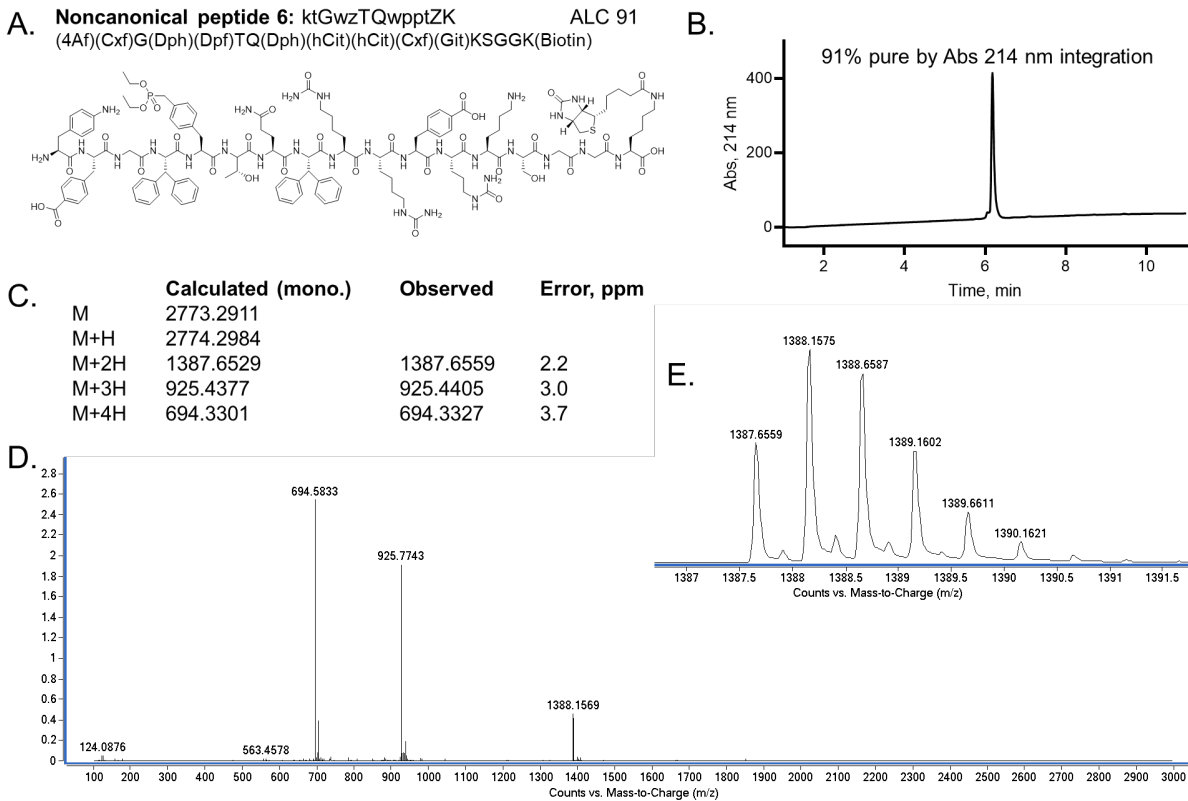 A.
Noncanonical peptide 6: ktGwzTQwpptZK ALC 91
(4Af)(Cxf)G(Dph)(Dpf)TQ(Dph)(hCit)(hCit)(Cxf)(Git)KSGGK(Biotin)
B.
91% pure by Abs 214 nm integration
Abs, 214 nm
400
200
0
2 4 6 8 10
Time, min
C.
Calculated (mono.) Observed Error, ppm
M 2773.2911
M+H 2774.2984
M+2H 1387.6529 1387.6559 2.2
M+3H 925.4377 925.4405 3.0
M+4H 694.3301 694.3327 3.7
D.
2.8
2.6
2.4
2.2
2
1.8
1.6
1.4
1.2
1
0.8
0.6
0.4
0.2
0
694.5833
925.7743
1388.1569
124.0876
563.4578
100 200 300 400 500 600 700 800 900 1000 1100 1200 1300 1400 1500 1600 1700 1800 1900 2000 2100 2200 2300 2400 2500 2600 2700 2800 2900 3000
Counts vs. Mass-to-Charge (m/z)
E.
1388.1575
1388.6587
1387.6559
1389.1602
1389.6611
1390.1621
1387 1387.5 1388 1388.5 1389 1389.5 1390 1390.5 1391 1391.5
Counts vs. Mass-to-Charge (m/z)